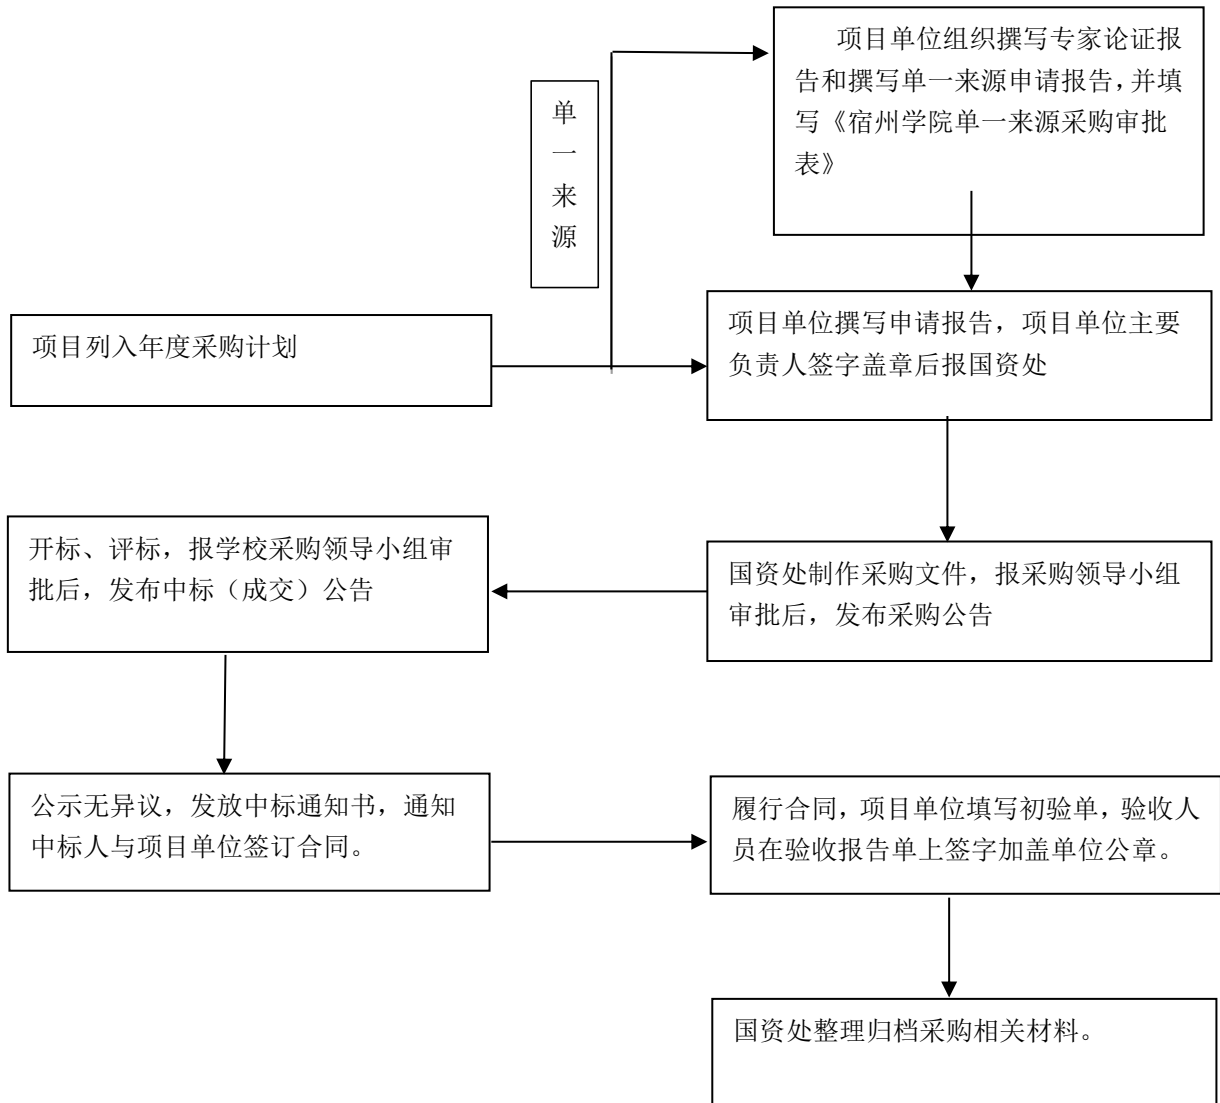 项目单位组织撰写专家论证报
告和撰写单一来源申请报告，并填
写《宿州学院单一来源采购审批
表》
单
一
来
源
项目列入年度采购计划
项目单位撰写申请报告，项目单位主要
负责人签字盖章后报国资处
开标、评标，报学校采购领导小组审
批后，发布中标（成交）公告
国资处制作采购文件，报采购领导小组
审批后，发布采购公告
公示无异议，发放中标通知书，通知
中标人与项目单位签订合同。
履行合同，项目单位填写初验单，验收人
员在验收报告单上签字加盖单位公章。
国资处整理归档采购相关材料。